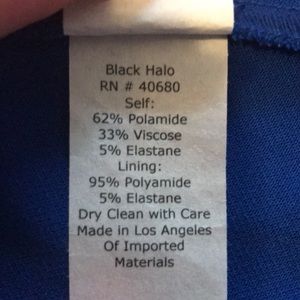 Black Halo
RN # 40680
Self:
62% Polamide
33% Viscose
5% Elastane
Lining:
95% Polyamide
5% Elastane
Dry Clean with Care
Made in Los Angeles
Of Imported
Materials